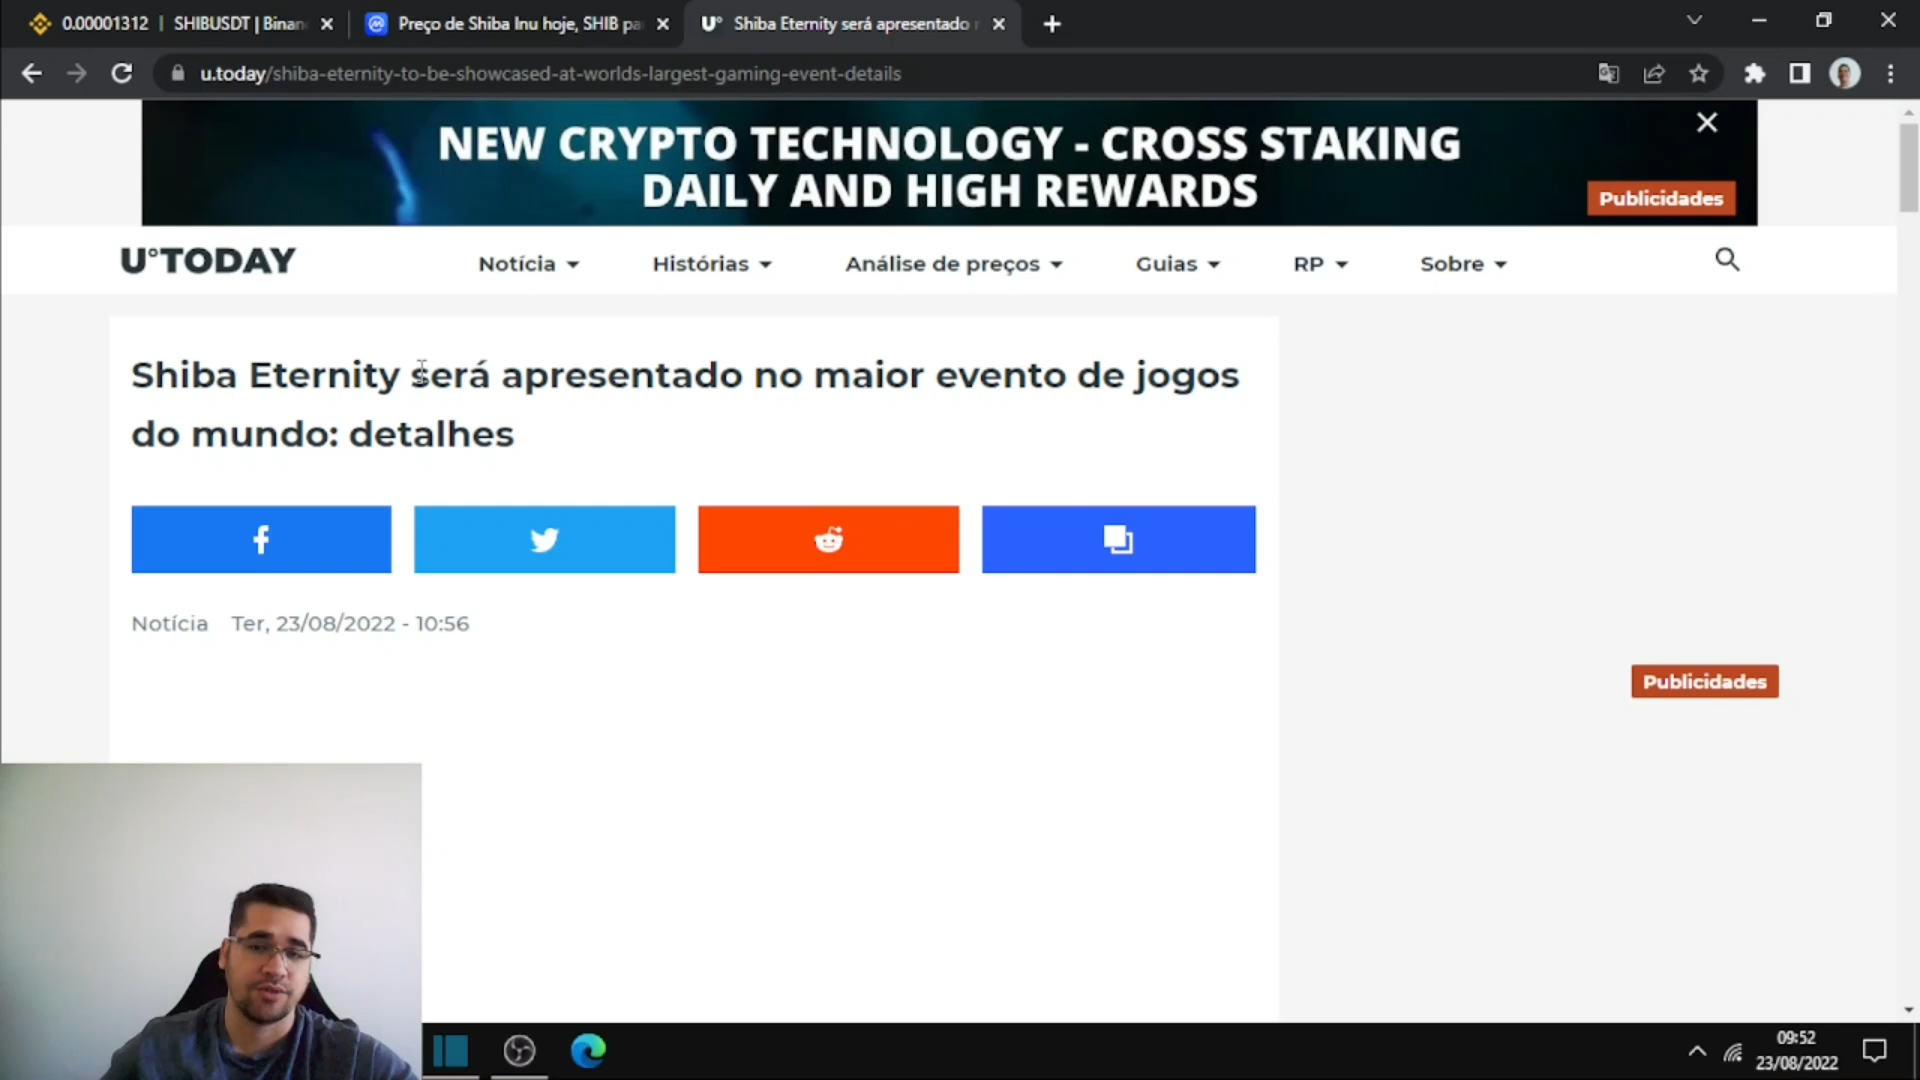 0.00001312 | SHIBUSDT | Binan
Preço de Shiba Inu hoje, SHIB pa
U° Shiba Eternity será apresentado
u.today/shiba-eternity-to-be-showcased-at-worlds-largest-gaming-event-details
NEW CRYPTO TECHNOLOGY - CROSS STAKING
DAILY AND HIGH REWARDS
Publicidades
U°TODAY
Notícia
Histórias
Análise de preços
Guias
RP
Sobre
Shiba Eternity será apresentado no maior evento de jogos
do mundo: detalhes
Notícia Ter, 23/08/2022 - 10:56
Publicidades
09:52
23/08/2022